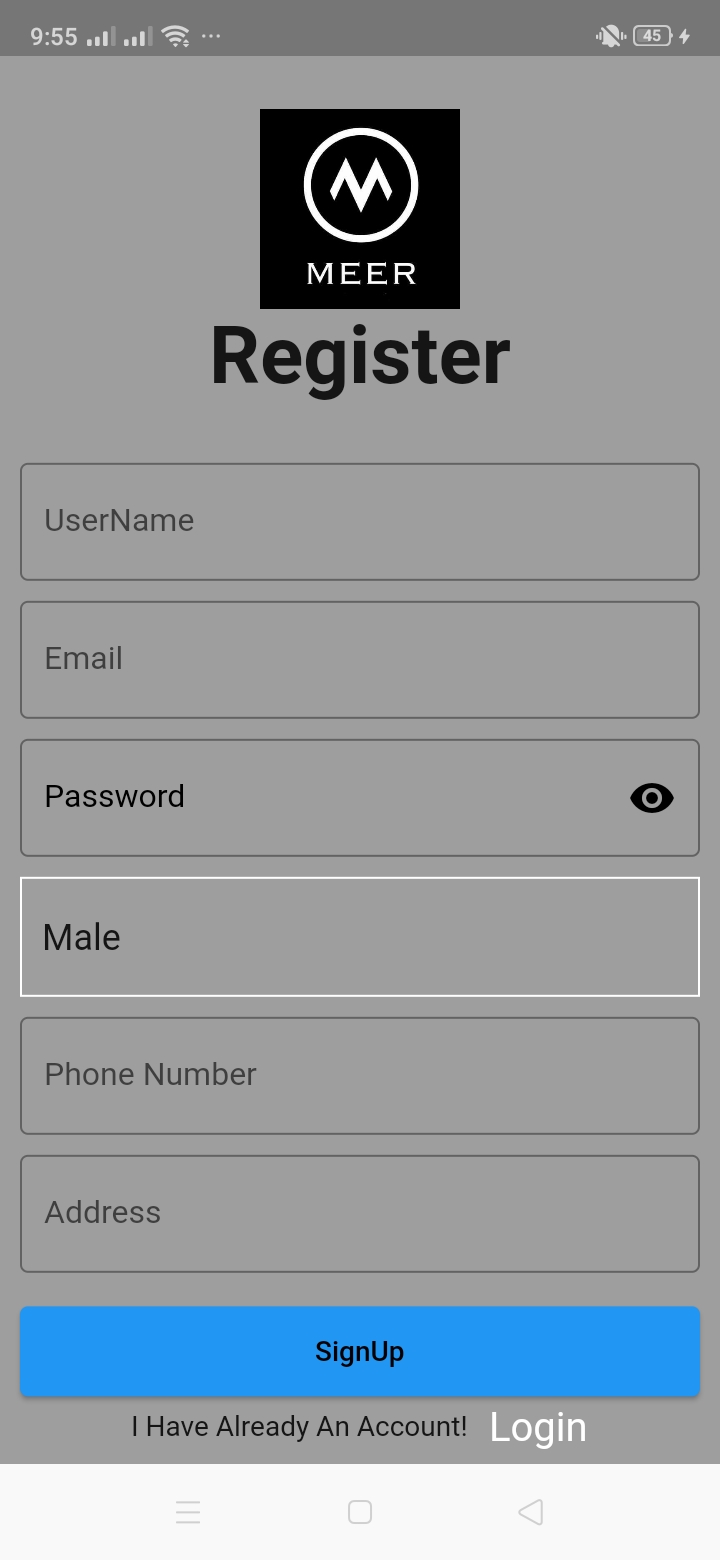 9:55 45
MEER
Register
UserName
Email
Password
Male
Phone Number
Address
SignUp
I Have Already An Account! Login